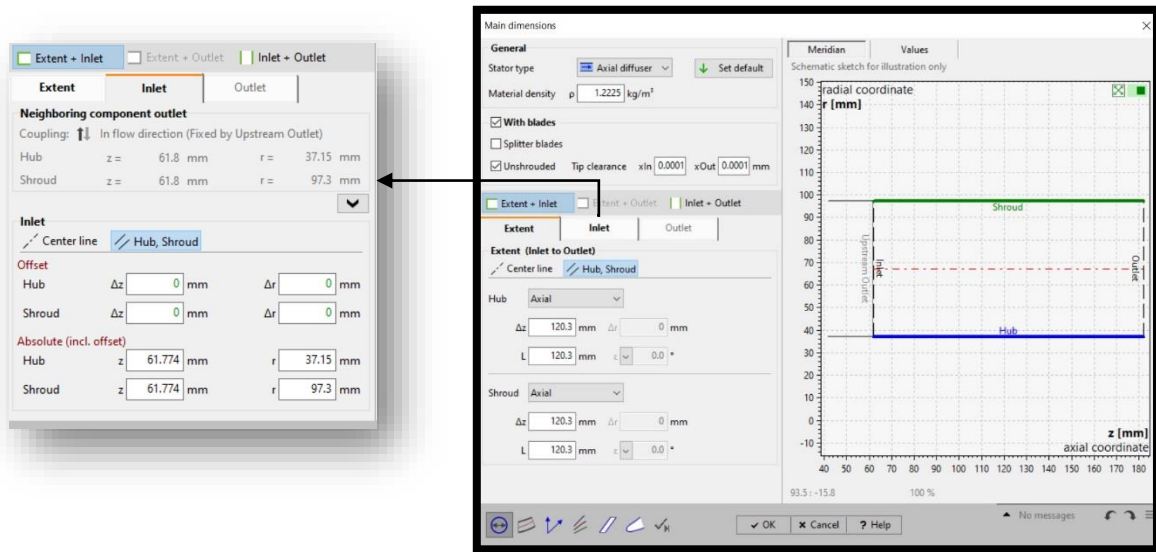 Extent + Inlet Extent + Outlet Inlet + Outlet
Extent Inlet Outlet
Neighboring component outlet
Coupling: In flow direction (Fixed by Upstream Outlet)
Hub z = 61.8 mm r = 37.15 mm
Shroud z = 61.8 mm r = 97.3 mm
Inlet
Center line Hub, Shroud
Offset
Hub Δz 0 mm Δr 0 mm
Shroud Δz 0 mm Δr 0 mm
Absolute (incl. offset)
Hub z 61.774 mm r 37.15 mm
Shroud z 61.774 mm r 97.3 mm
Main dimensions
General
Stator type Axial diffuser Set default
Material density ρ 1.2225 kg/m³
With blades
Splitter blades
Unshrouded Tip clearance xIn 0.0001 xOut 0.0001 mm
Extent + Inlet Extent + Outlet Inlet + Outlet
Extent Inlet Outlet
Extent (Inlet to Outlet)
Center line Hub, Shroud
Hub Axial
Δz 120.3 mm Δr 0 mm
L 120.3 mm ε 0.0 °
Shroud Axial
Δz 120.3 mm Δr 0 mm
L 120.3 mm ε 0.0 °
Meridian Values
Schematic sketch for illustration only
radial coordinate
r [mm]
150
140
130
120
110
100
90
80
70
60
50
40
30
20
10
0
-10
Shroud
Upstream Outlet
Inlet
Outlet
Hub
z [mm]
axial coordinate
40 50 60 70 80 90 100 110 120 130 140 150 160 170 180
93.5 : -15.8 100 %
OK Cancel ? Help No messages